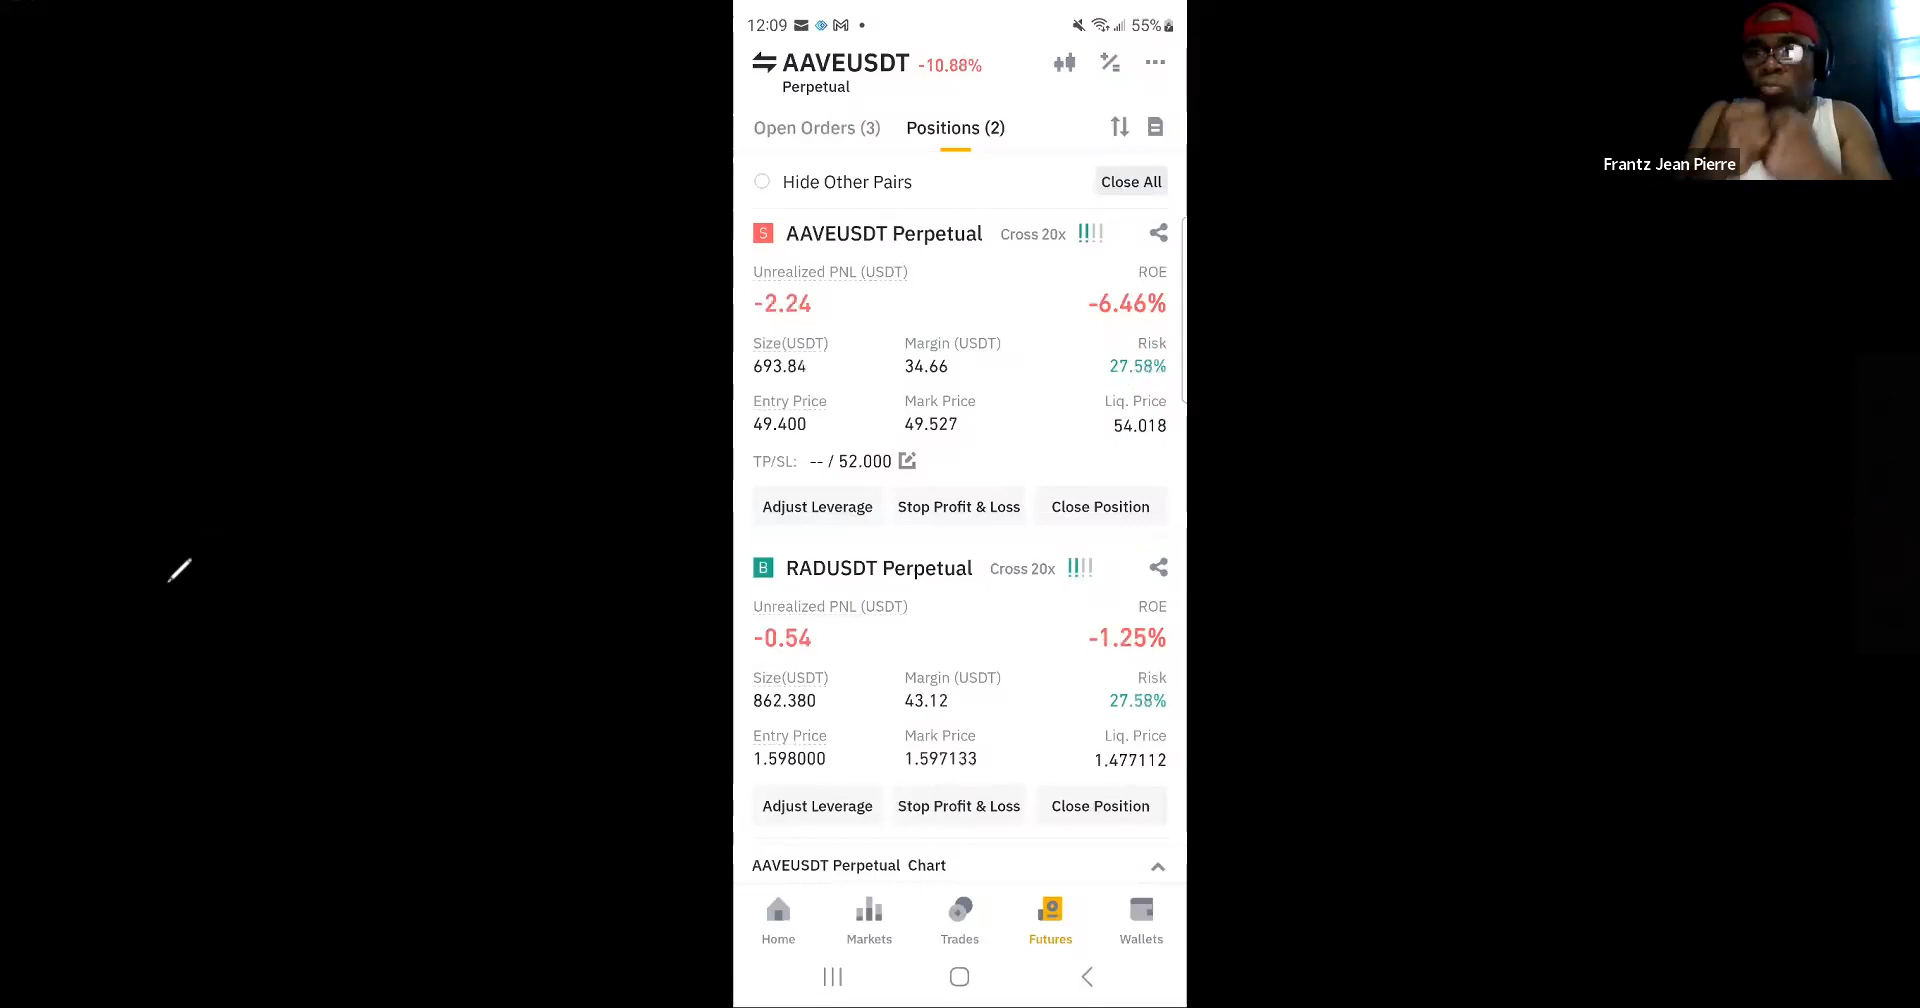 12:09 55%
AAVEUSDT -10.88%
Perpetual
Open Orders (3) Positions (2)
Hide Other Pairs Close All
S AAVEUSDT Perpetual Cross 20x
Unrealized PNL (USDT) ROE
-2.24 -6.46%
Size(USDT) Margin (USDT) Risk
693.84 34.66 27.58%
Entry Price Mark Price Liq. Price
49.400 49.527 54.018
TP/SL: -- / 52.000
Adjust Leverage Stop Profit & Loss Close Position
B RADUSDT Perpetual Cross 20x
Unrealized PNL (USDT) ROE
-0.54 -1.25%
Size(USDT) Margin (USDT) Risk
862.380 43.12 27.58%
Entry Price Mark Price Liq. Price
1.598000 1.597133 1.477112
Adjust Leverage Stop Profit & Loss Close Position
AAVEUSDT Perpetual Chart
Home Markets Trades Futures Wallets
Frantz Jean Pierre